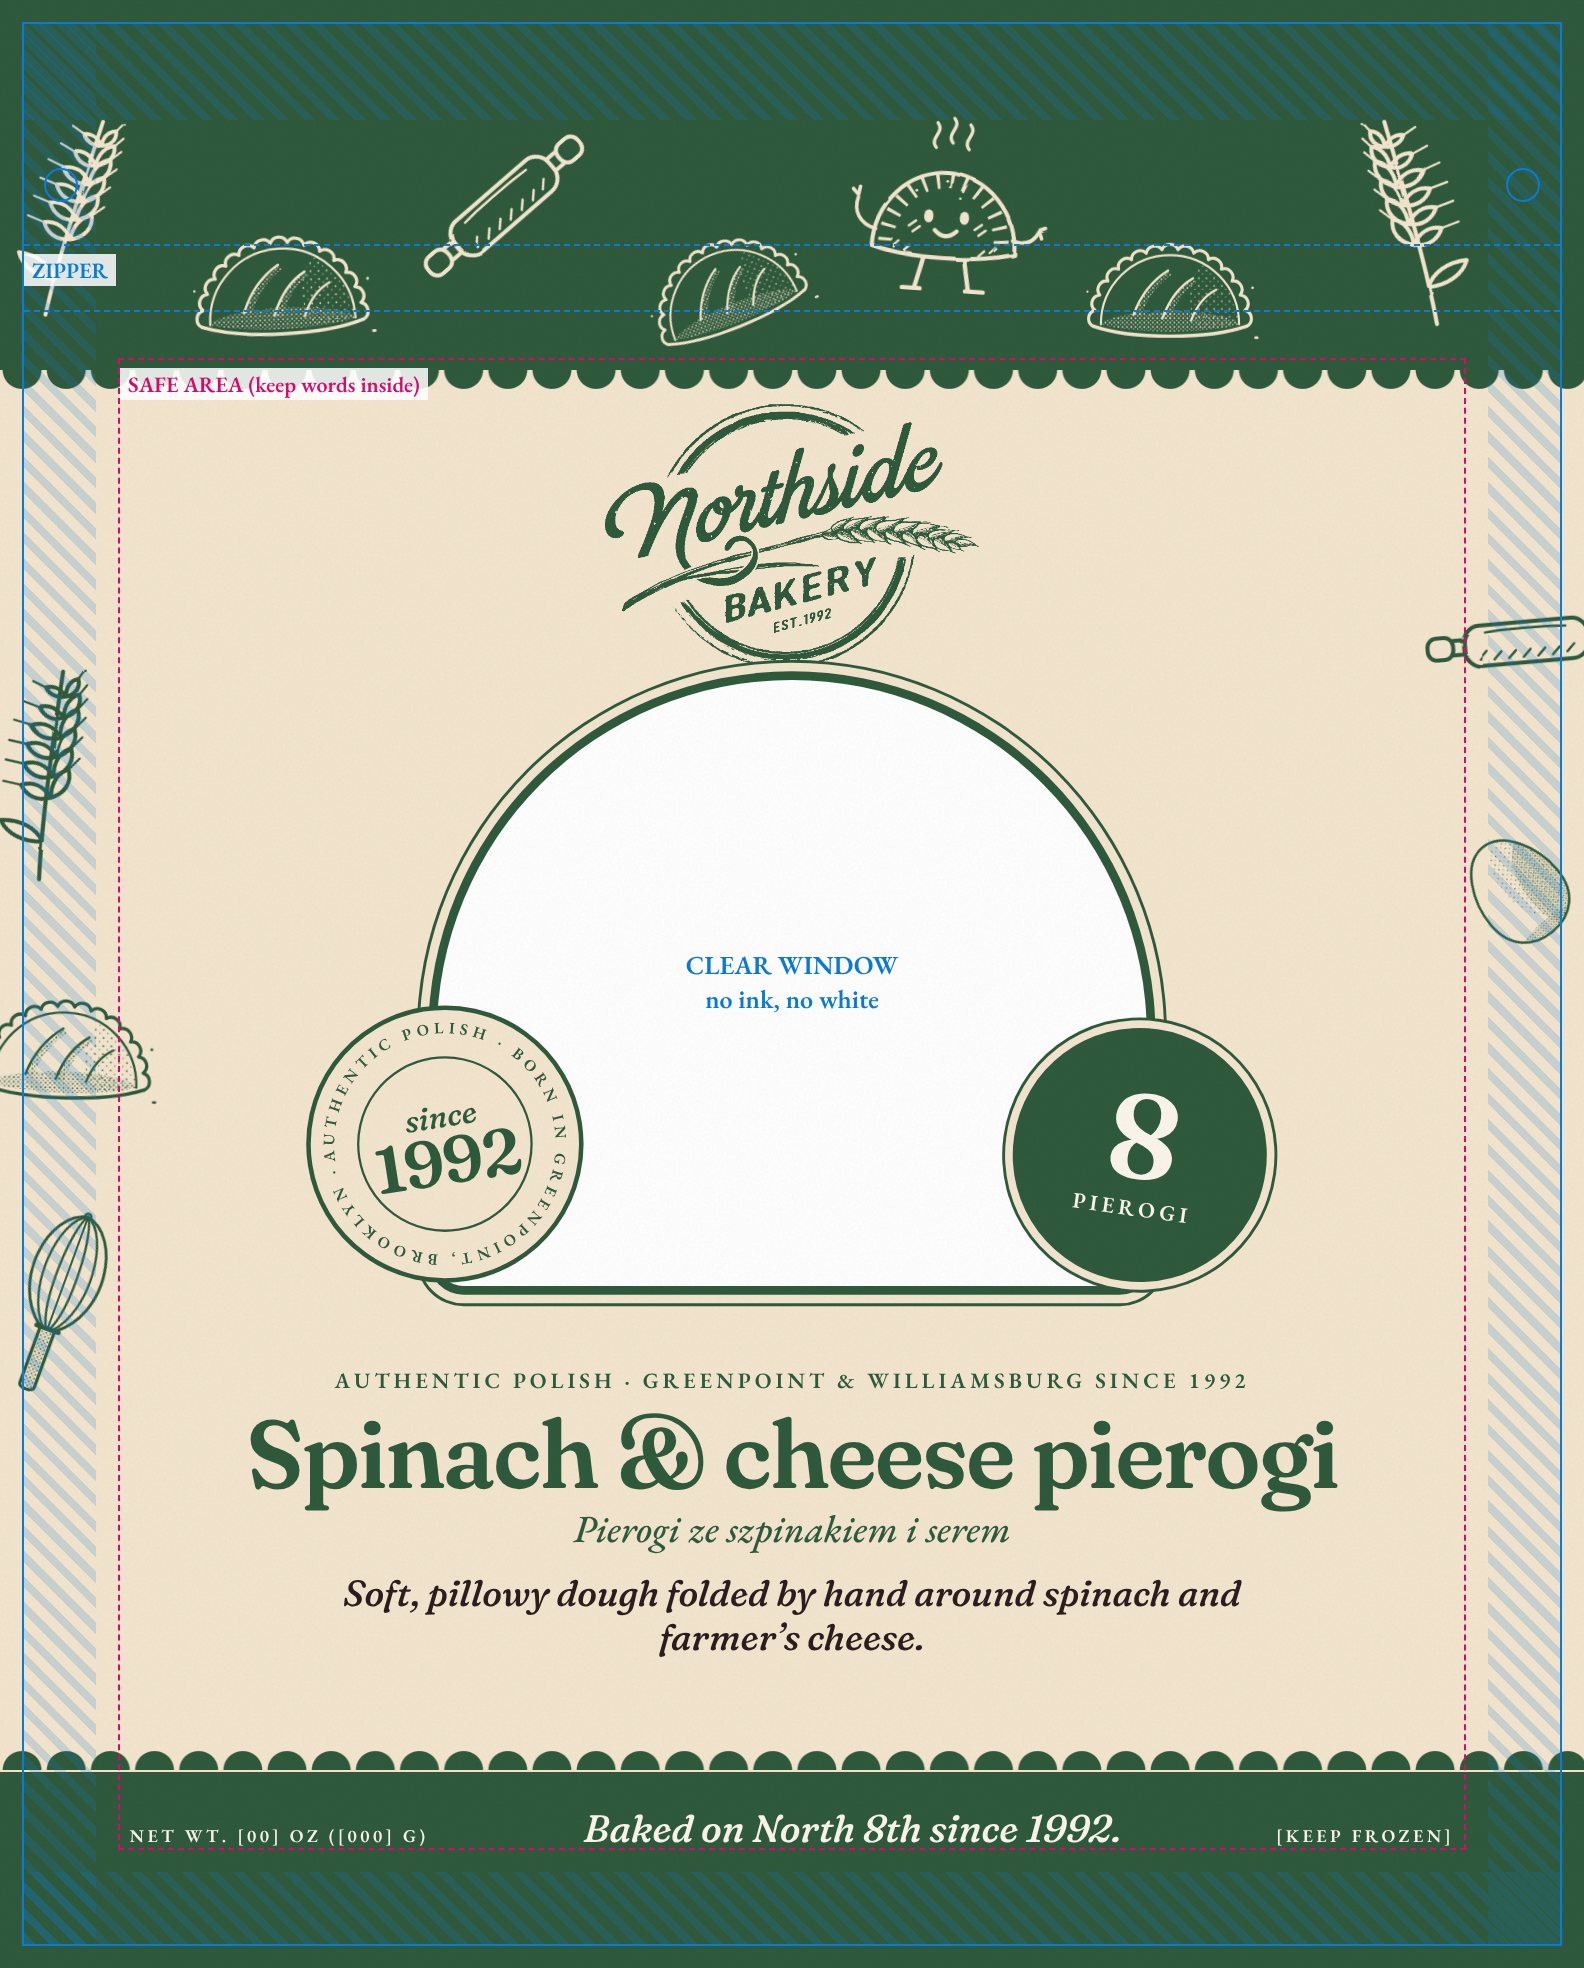 ZIPPER
SAFE AREA (keep words inside)
Northside
BAKERY
EST.1992
CLEAR WINDOW
no ink, no white
AUTHENTIC POLISH · BORN IN GREENPOINT, BROOKLYN ·
since
1992
8
PIEROGI
AUTHENTIC POLISH · GREENPOINT & WILLIAMSBURG SINCE 1992
Spinach & cheese pierogi
Pierogi ze szpinakiem i serem
Soft, pillowy dough folded by hand around spinach and
farmer’s cheese.
NET WT. [00] OZ ([000] G)
Baked on North 8th since 1992.
[KEEP FROZEN]